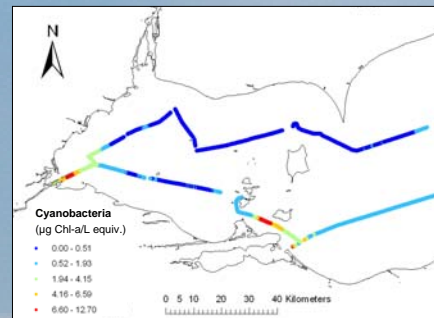 N
Cyanobacteria
(µg Chl-a/L equiv.)
0.00 - 0.51
0.52 - 1.93
1.94 - 4.15
4.16 - 6.59
6.60 - 12.70
0 5 10 20 30 40 Kilometers